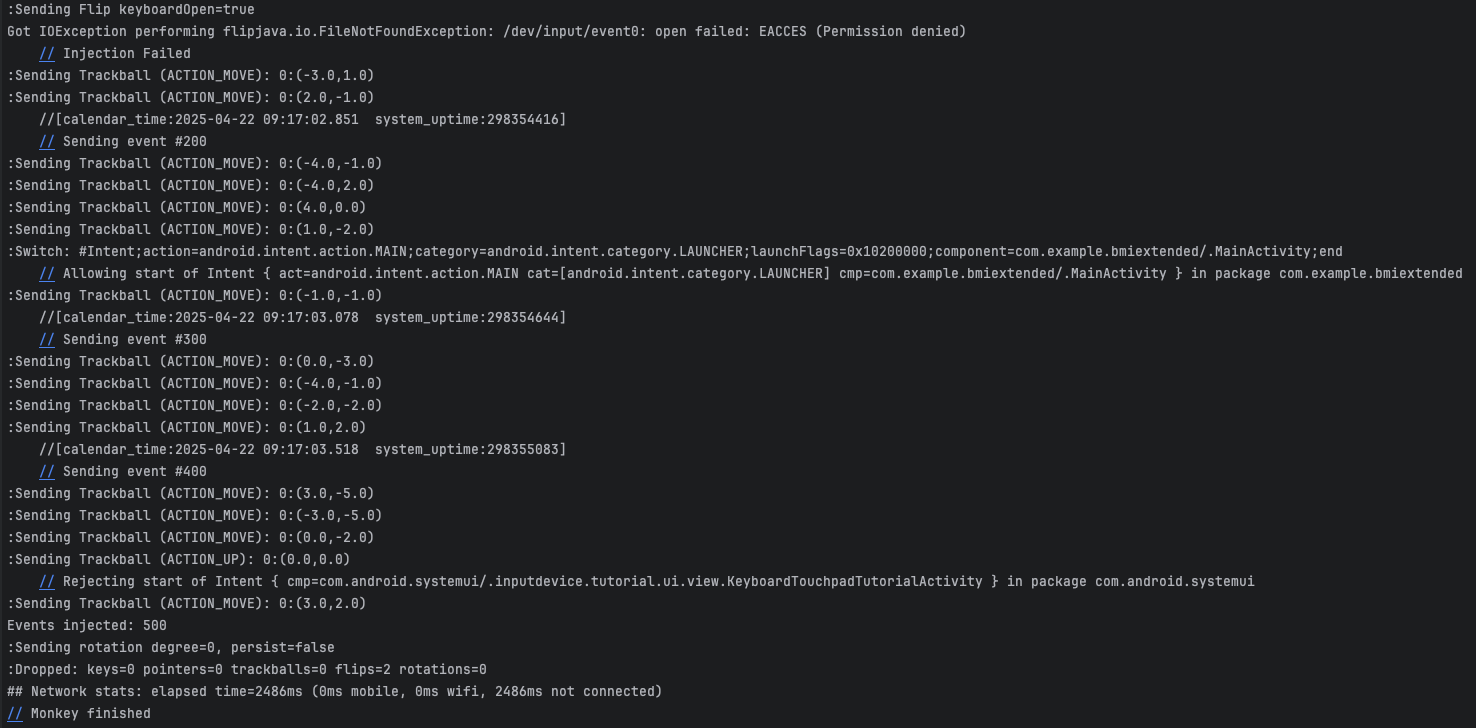 :Sending Flip keyboardOpen=true
Got IOException performing flipjava.io.FileNotFoundException: /dev/input/event0: open failed: EACCES (Permission denied)
    // Injection Failed
:Sending Trackball (ACTION_MOVE): 0:(-3.0,1.0)
:Sending Trackball (ACTION_MOVE): 0:(2.0,-1.0)
    //[calendar_time:2025-04-22 09:17:02.851  system_uptime:298354416]
    // Sending event #200
:Sending Trackball (ACTION_MOVE): 0:(-4.0,-1.0)
:Sending Trackball (ACTION_MOVE): 0:(-4.0,2.0)
:Sending Trackball (ACTION_MOVE): 0:(4.0,0.0)
:Sending Trackball (ACTION_MOVE): 0:(1.0,-2.0)
:Switch: #Intent;action=android.intent.action.MAIN;category=android.intent.category.LAUNCHER;launchFlags=0x10200000;component=com.example.bmiextended/.MainActivity;end
    // Allowing start of Intent { act=android.intent.action.MAIN cat=[android.intent.category.LAUNCHER] cmp=com.example.bmiextended/.MainActivity } in package com.example.bmiextended
:Sending Trackball (ACTION_MOVE): 0:(-1.0,-1.0)
    //[calendar_time:2025-04-22 09:17:03.078  system_uptime:298354644]
    // Sending event #300
:Sending Trackball (ACTION_MOVE): 0:(0.0,-3.0)
:Sending Trackball (ACTION_MOVE): 0:(-4.0,-1.0)
:Sending Trackball (ACTION_MOVE): 0:(-2.0,-2.0)
:Sending Trackball (ACTION_MOVE): 0:(1.0,2.0)
    //[calendar_time:2025-04-22 09:17:03.518  system_uptime:298355083]
    // Sending event #400
:Sending Trackball (ACTION_MOVE): 0:(3.0,-5.0)
:Sending Trackball (ACTION_MOVE): 0:(-3.0,-5.0)
:Sending Trackball (ACTION_MOVE): 0:(0.0,-2.0)
:Sending Trackball (ACTION_UP): 0:(0.0,0.0)
    // Rejecting start of Intent { cmp=com.android.systemui/.inputdevice.tutorial.ui.view.KeyboardTouchpadTutorialActivity } in package com.android.systemui
:Sending Trackball (ACTION_MOVE): 0:(3.0,2.0)
Events injected: 500
:Sending rotation degree=0, persist=false
:Dropped: keys=0 pointers=0 trackballs=0 flips=2 rotations=0
## Network stats: elapsed time=2486ms (0ms mobile, 0ms wifi, 2486ms not connected)
// Monkey finished